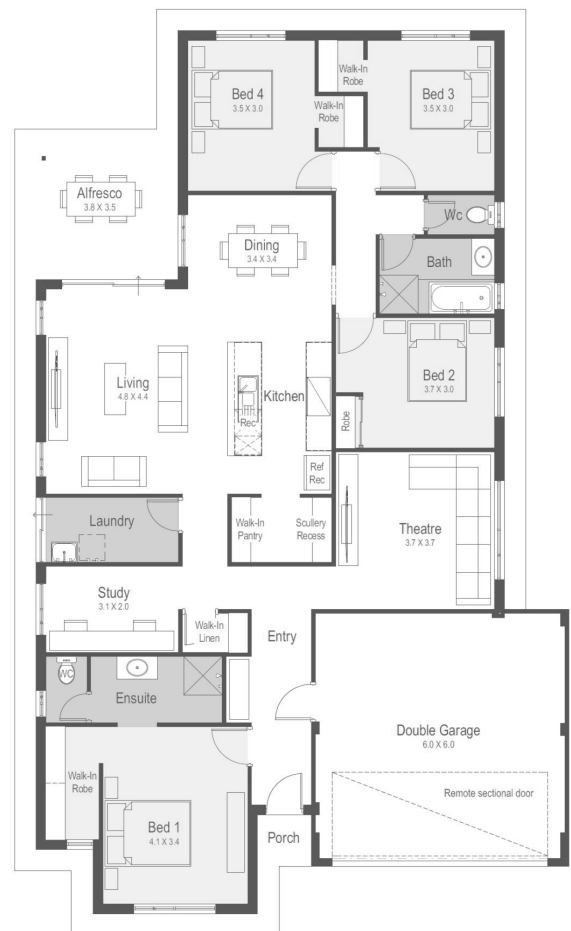 Walk-In
Robe
Bed 4
3.5 X 3.0
Bed 3
3.5 X 3.0
Walk-In
Robe
Alfresco
3.8 X 3.5
Wc
Dining
3.4 X 3.4
Bath
Living
4.8 X 4.4
Kitchen
Rec
Bed 2
3.7 X 3.0
Robe
Ref
Rec
Laundry
Walk-In
Pantry
Scullery
Recess
Theatre
3.7 X 3.7
Study
3.1 X 2.0
Walk-In
Linen
Entry
WC
Ensuite
Double Garage
6.0 X 6.0
Walk-In
Robe
Remote sectional door
Bed 1
4.1 X 3.4
Porch